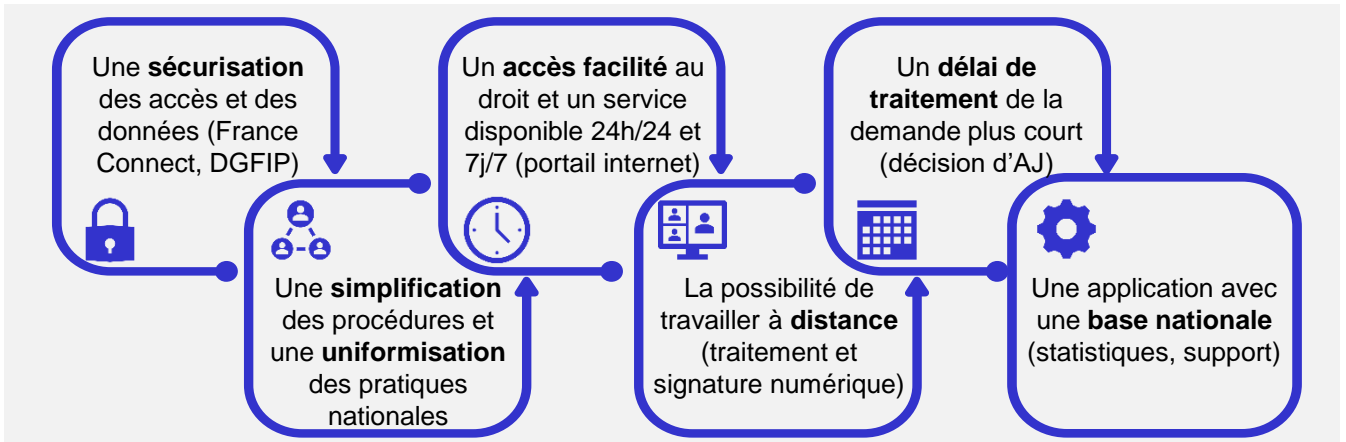 Une sécurisation
des accès et des
données (France
Connect, DGFIP)
Une simplification
des procédures et
une uniformisation
des pratiques
nationales
Un accès facilité au
droit et un service
disponible 24h/24 et
7j/7 (portail internet)
La possibilité de
travailler à distance
(traitement et
signature numérique)
Un délai de
traitement de la
demande plus court
(décision d’AJ)
Une application avec
une base nationale
(statistiques, support)